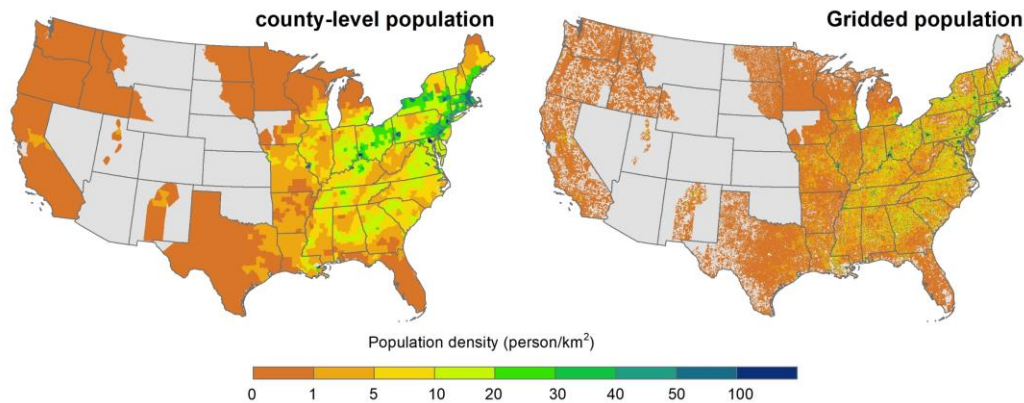 county-level population
Gridded population
Population density (person/km²)
0 1 5 10 20 30 40 50 100